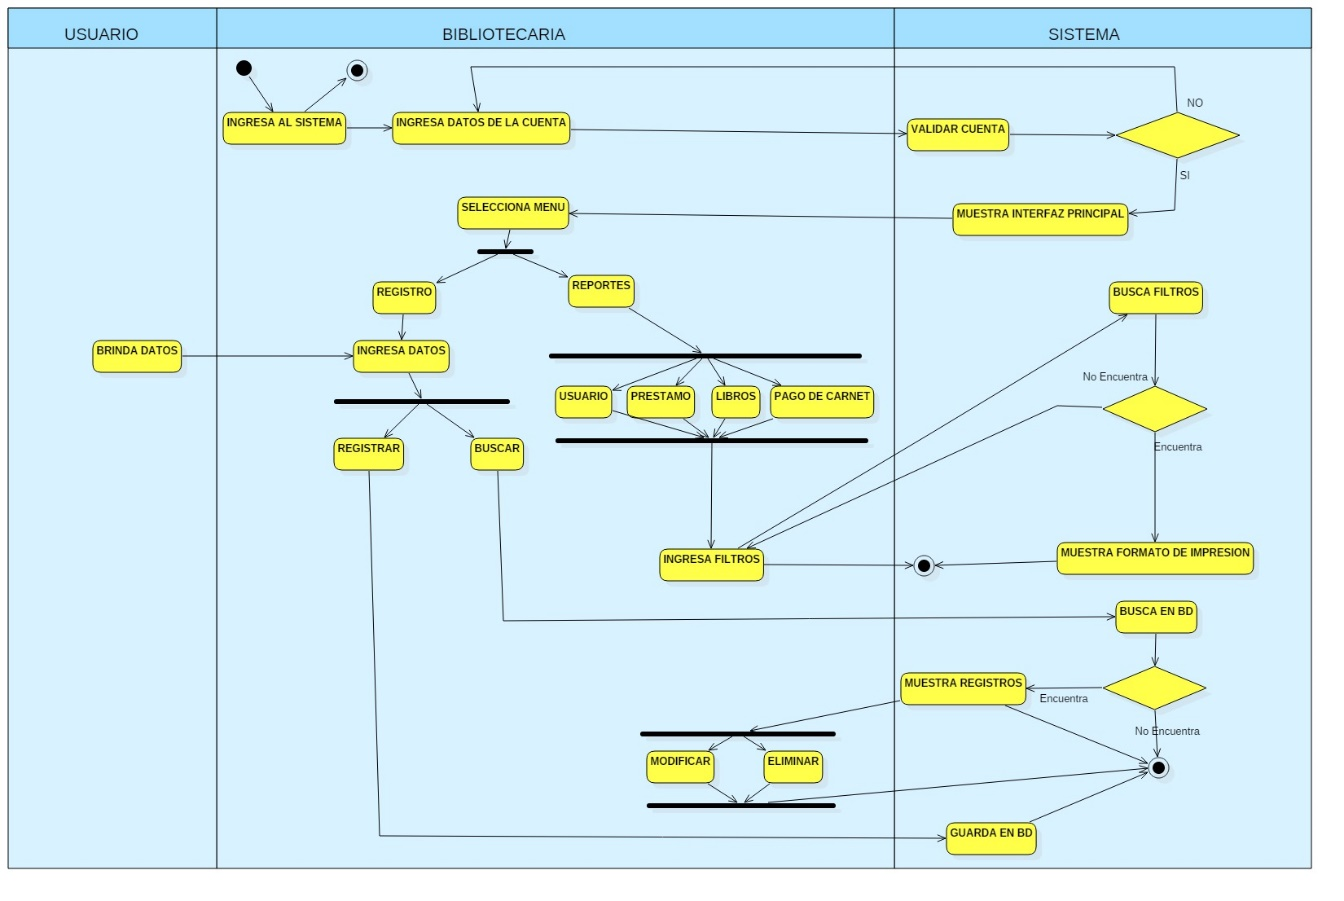 USUARIO
BIBLIOTECARIA
SISTEMA
NO
INGRESA AL SISTEMA
INGRESA DATOS DE LA CUENTA
VALIDAR CUENTA
SI
SELECCIONA MENU
MUESTRA INTERFAZ PRINCIPAL
REGISTRO
REPORTES
BUSCA FILTROS
BRINDA DATOS
INGRESA DATOS
No Encuentra
USUARIO
PRESTAMO
LIBROS
PAGO DE CARNET
REGISTRAR
BUSCAR
Encuentra
INGRESA FILTROS
MUESTRA FORMATO DE IMPRESION
BUSCA EN BD
MUESTRA REGISTROS
Encuentra
No Encuentra
MODIFICAR
ELIMINAR
GUARDA EN BD